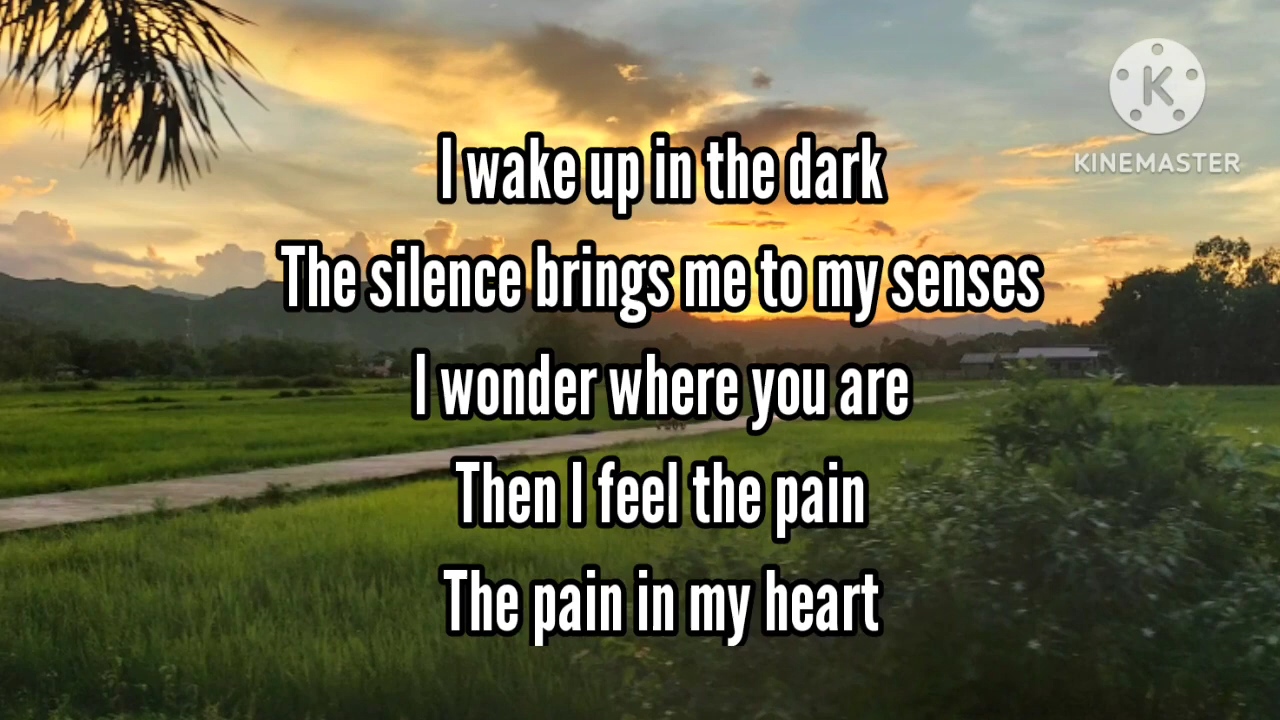 I wake up in the dark
The silence brings me to my senses
I wonder where you are
Then I feel the pain
The pain in my heart
K
KINEMASTER